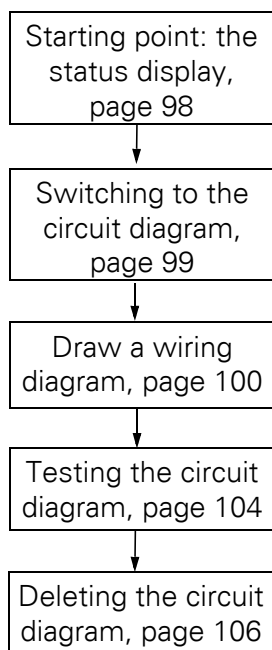 Starting point: the
status display,
page 98
Switching to the
circuit diagram,
page 99
Draw a wiring
diagram, page 100
Testing the circuit
diagram, page 104
Deleting the circuit
diagram, page 106